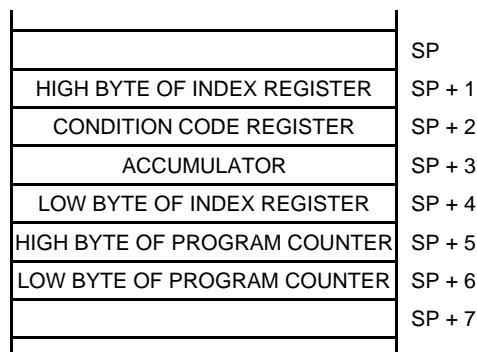 SP
HIGH BYTE OF INDEX REGISTER SP + 1
CONDITION CODE REGISTER SP + 2
ACCUMULATOR SP + 3
LOW BYTE OF INDEX REGISTER SP + 4
HIGH BYTE OF PROGRAM COUNTER SP + 5
LOW BYTE OF PROGRAM COUNTER SP + 6
SP + 7